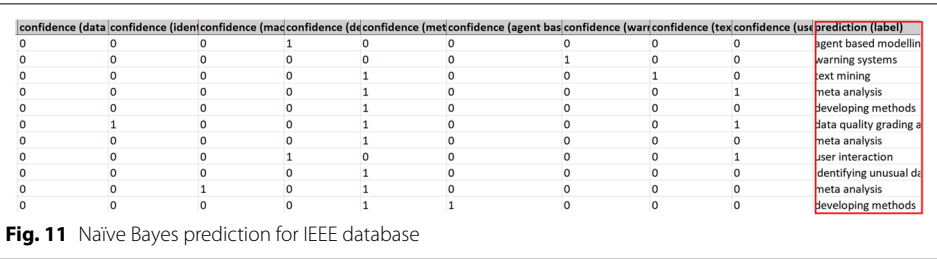 confidence (data confidence (iden confidence (mac confidence (de confidence (met confidence (agent bas confidence (warn confidence (tex confidence (use prediction (label)
0 0 0 1 0 0 0 0 0 agent based modellin
0 0 0 0 0 0 1 0 0 warning systems
0 0 0 0 1 0 0 1 0 text mining
0 0 0 0 1 0 0 0 1 meta analysis
0 0 0 0 1 0 0 0 0 developing methods
0 1 0 0 1 0 0 0 1 data quality grading a
0 0 0 0 1 0 0 0 0 meta analysis
0 0 0 1 0 0 0 0 1 user interaction
0 0 0 0 1 0 0 0 0 identifying unusual da
0 0 1 0 1 0 0 0 0 meta analysis
0 0 0 0 1 1 0 0 0 developing methods
Fig. 11 Naïve Bayes prediction for IEEE database